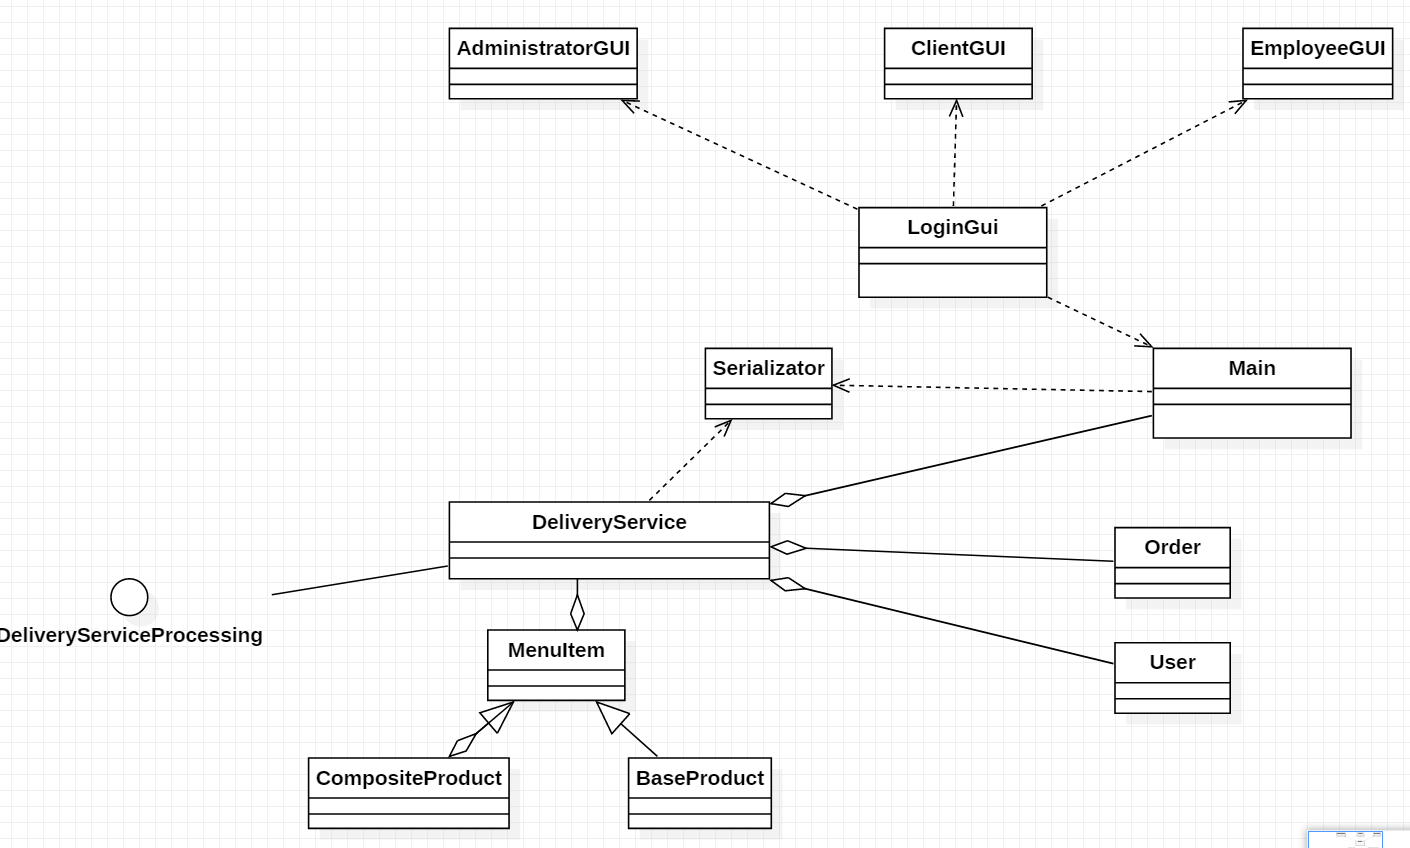 AdministratorGUI
ClientGUI
EmployeeGUI
LoginGui
Serializator
Main
DeliveryService
Order
DeliveryServiceProcessing
MenuItem
User
CompositeProduct
BaseProduct